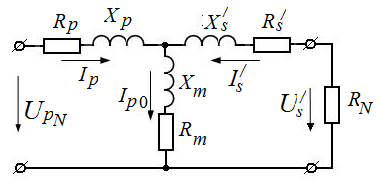 Rp Xp X's R's
Ip Ip0 Xm I's
UpN Rm U's RN